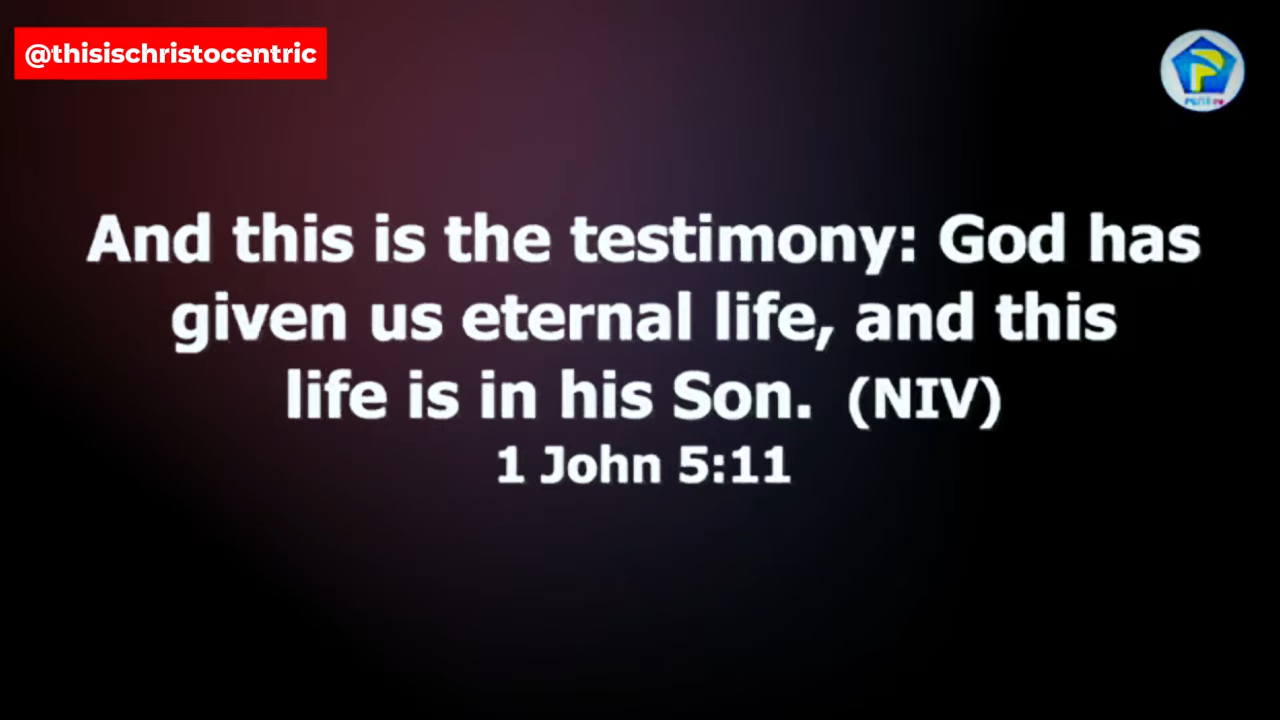 @thisischristocentric
And this is the testimony: God has
given us eternal life, and this
life is in his Son. (NIV)
1 John 5:11